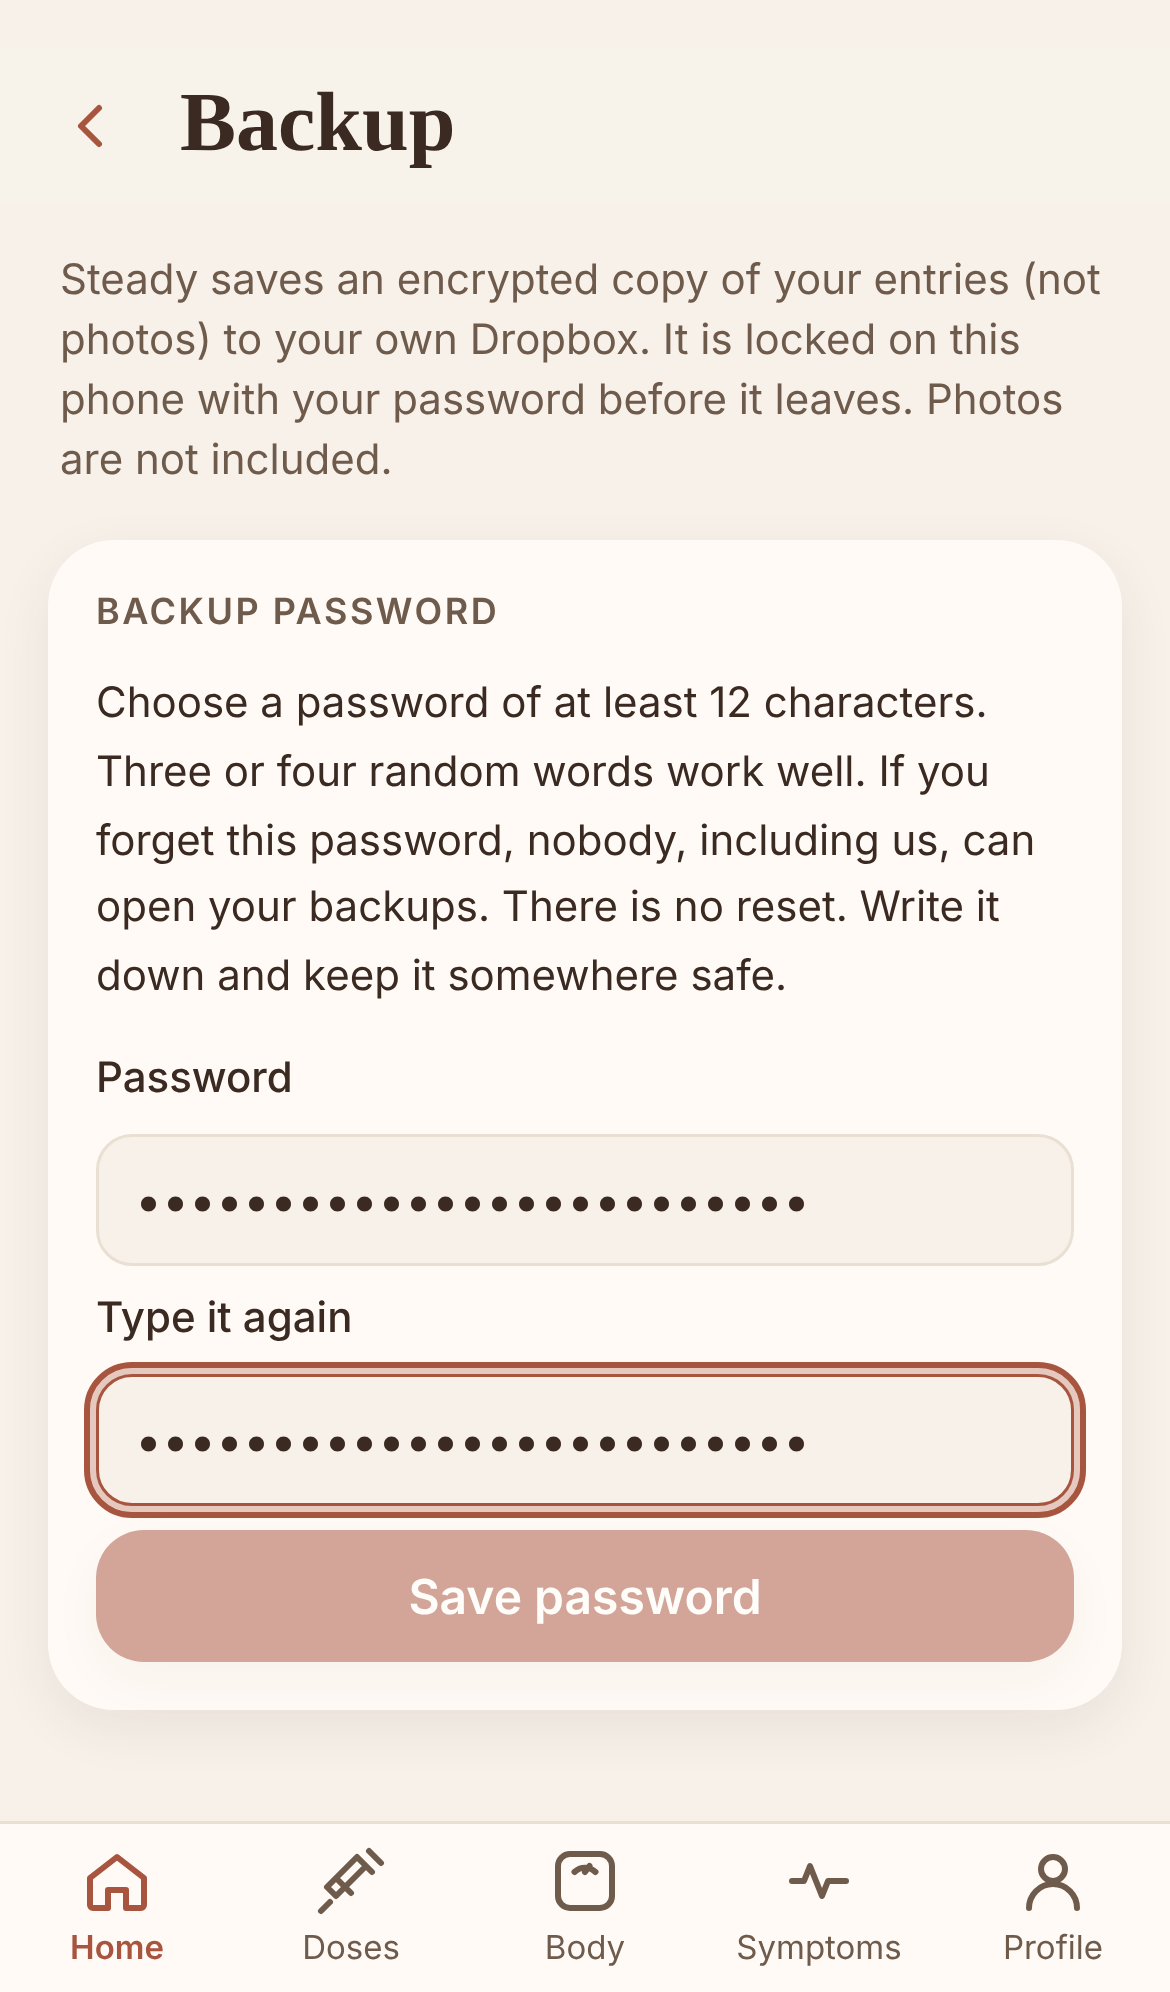 Backup
Steady saves an encrypted copy of your entries (not
photos) to your own Dropbox. It is locked on this
phone with your password before it leaves. Photos
are not included.
BACKUP PASSWORD
Choose a password of at least 12 characters.
Three or four random words work well. If you
forget this password, nobody, including us, can
open your backups. There is no reset. Write it
down and keep it somewhere safe.
Password
•••••••••••••••••••••••••
Type it again
•••••••••••••••••••••••••
Save password
Home Doses Body Symptoms Profile